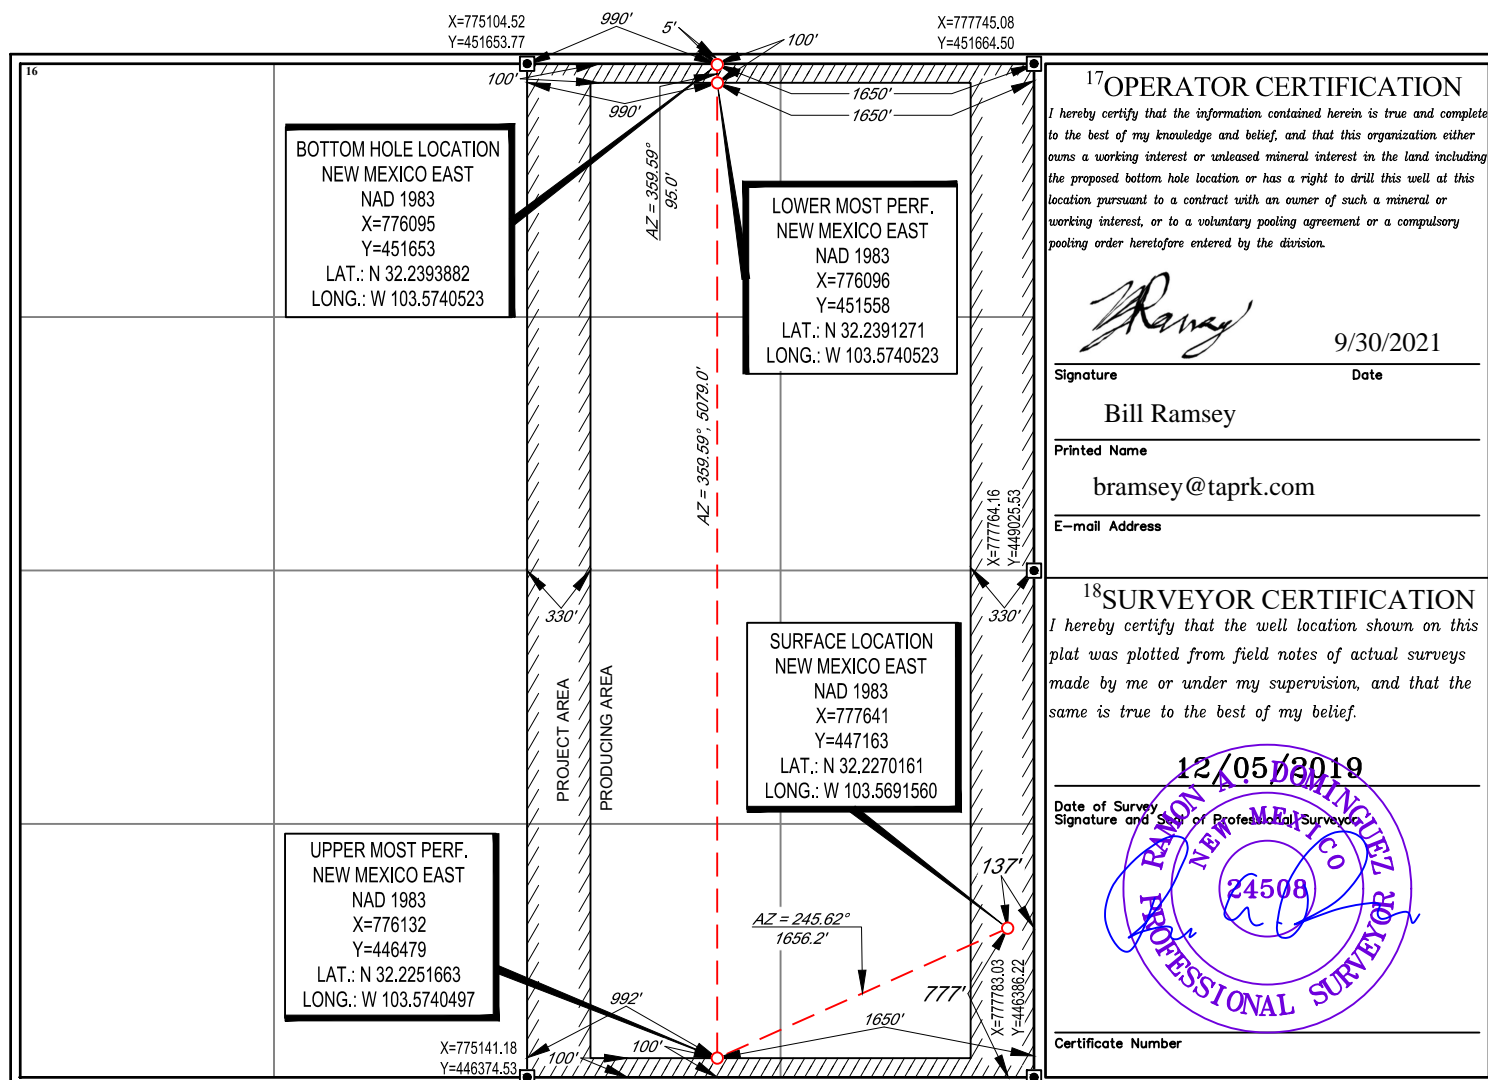 X=775104.52
Y=451653.77
990'
5'
100'
X=777745.08
Y=451664.50
16
100'
990'
1650'
1650'
AZ = 359.59°
95.0'
BOTTOM HOLE LOCATION
NEW MEXICO EAST
NAD 1983
X=776095
Y=451653
LAT.: N 32.2393882
LONG.: W 103.5740523
LOWER MOST PERF.
NEW MEXICO EAST
NAD 1983
X=776096
Y=451558
LAT.: N 32.2391271
LONG.: W 103.5740523
AZ = 359.59°, 5079.0'
X=777764.16
Y=449025.53
330'
330'
PROJECT AREA
PRODUCING AREA
SURFACE LOCATION
NEW MEXICO EAST
NAD 1983
X=777641
Y=447163
LAT.: N 32.2270161
LONG.: W 103.5691560
UPPER MOST PERF.
NEW MEXICO EAST
NAD 1983
X=776132
Y=446479
LAT.: N 32.2251663
LONG.: W 103.5740497
137'
AZ = 245.62°
1656.2'
777'
X=777783.03
Y=446386.22
992'
1650'
100'
100'
X=775141.18
Y=446374.53
17 OPERATOR CERTIFICATION
I hereby certify that the information contained herein is true and complete
to the best of my knowledge and belief, and that this organization either
owns a working interest or unleased mineral interest in the land including
the proposed bottom hole location or has a right to drill this well at this
location pursuant to a contract with an owner of such a mineral or
working interest, or to a voluntary pooling agreement or a compulsory
pooling order heretofore entered by the division.
9/30/2021
Signature Date
Bill Ramsey
Printed Name
bramsey@taprk.com
E-mail Address
18 SURVEYOR CERTIFICATION
I hereby certify that the well location shown on this
plat was plotted from field notes of actual surveys
made by me or under my supervision, and that the
same is true to the best of my belief.
12/05/2019
Date of Survey
Signature and Seal of Professional Surveyor
RAMON A. DOMINGUEZ
NEW MEXICO
24508
PROFESSIONAL SURVEYOR
Certificate Number